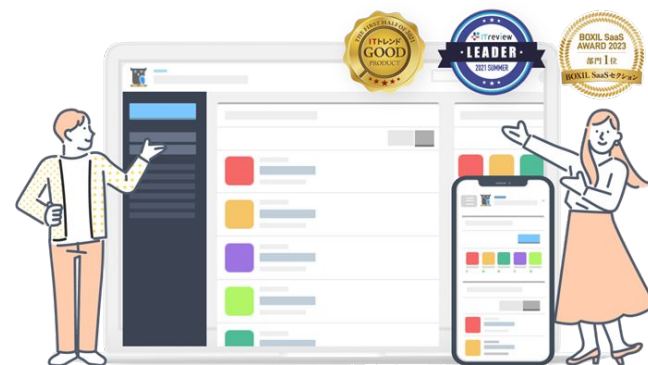 THE FIRST HALF OF 2021
ITトレンド
GOOD
PRODUCT
ITreview
LEADER
2021 SUMMER
BOXIL SaaS
AWARD 2023
部門1位
BOXIL SaaSセクション